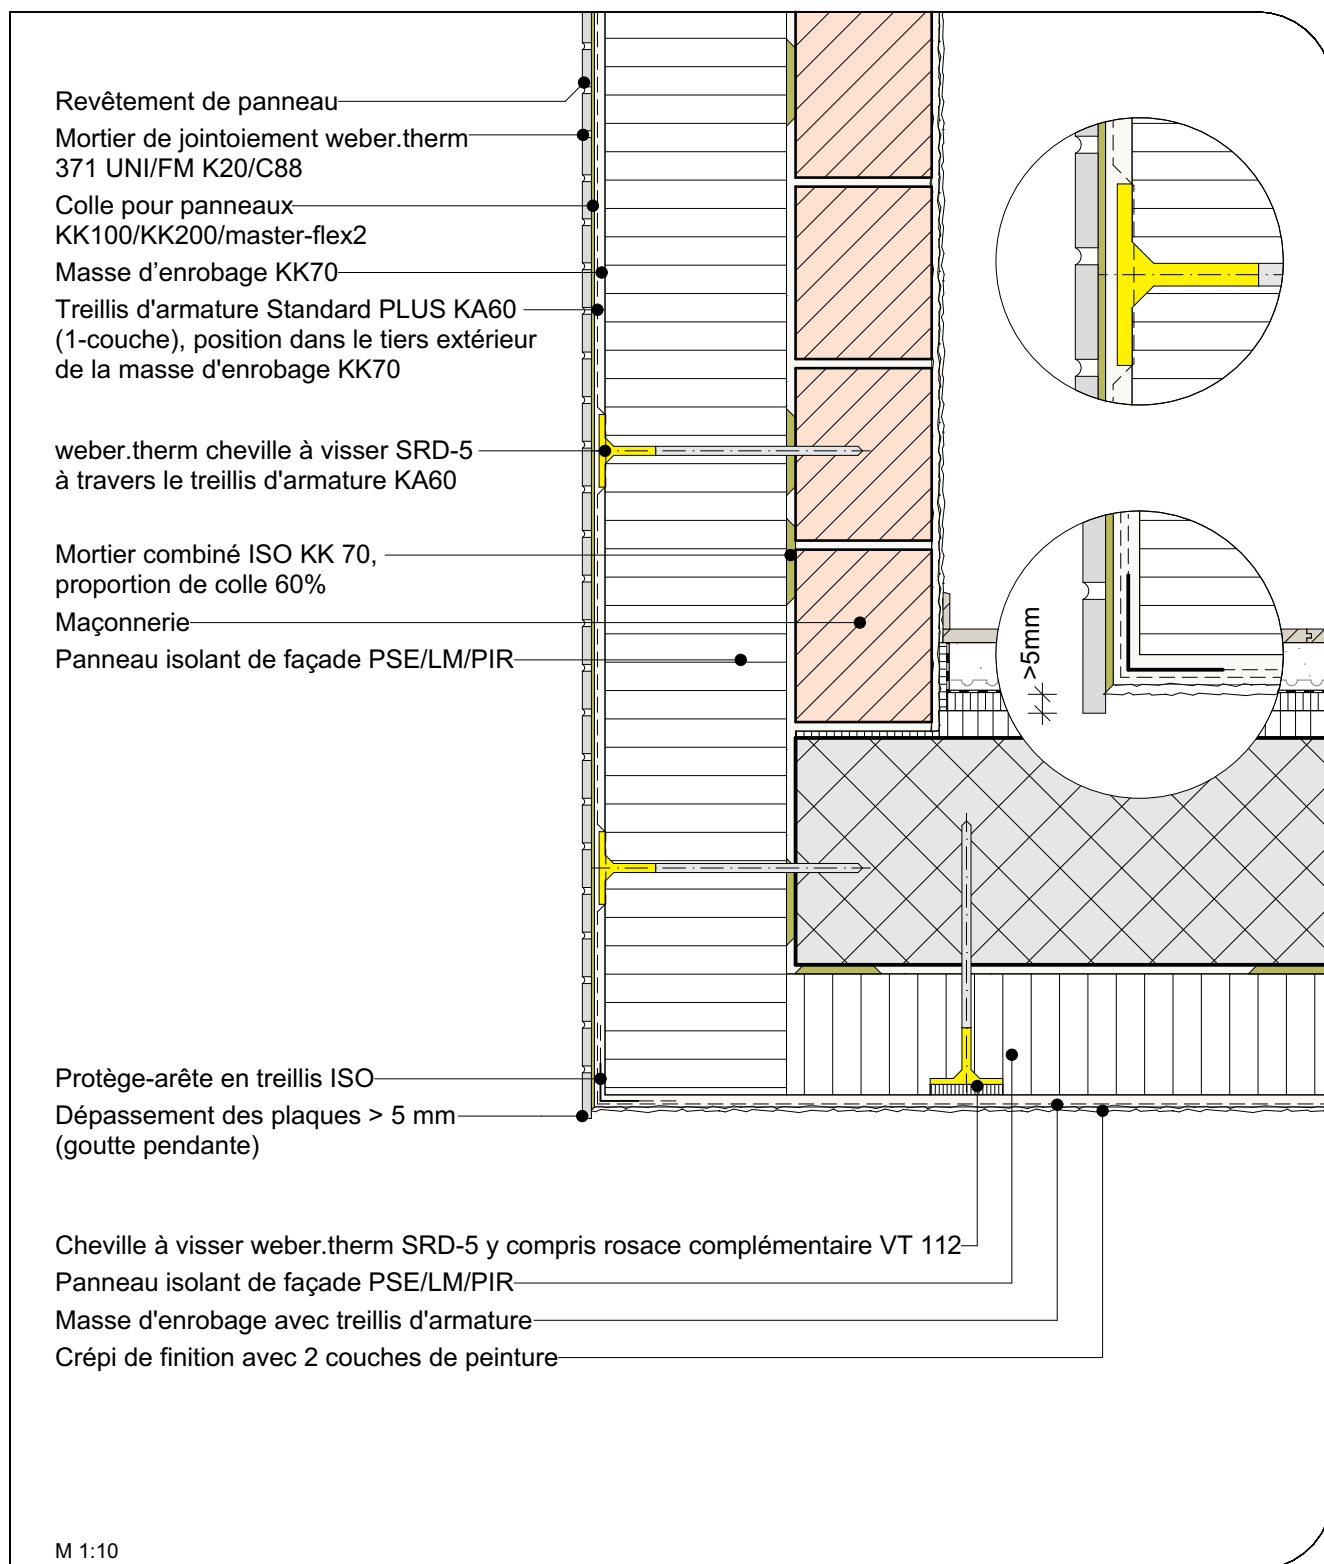 Revêtement de panneau
Mortier de jointoiement weber.therm
371 UNI/FM K20/C88
Colle pour panneaux
KK100/KK200/master-flex2
Masse d’enrobage KK70
Treillis d'armature Standard PLUS KA60
(1-couche), position dans le tiers extérieur
de la masse d'enrobage KK70
weber.therm cheville à visser SRD-5
à travers le treillis d'armature KA60
Mortier combiné ISO KK 70,
proportion de colle 60%
Maçonnerie
Panneau isolant de façade PSE/LM/PIR
>5mm
Protège-arête en treillis ISO
Dépassement des plaques > 5 mm
(goutte pendante)
Cheville à visser weber.therm SRD-5 y compris rosace complémentaire VT 112
Panneau isolant de façade PSE/LM/PIR
Masse d'enrobage avec treillis d'armature
Crépi de finition avec 2 couches de peinture
M 1:10